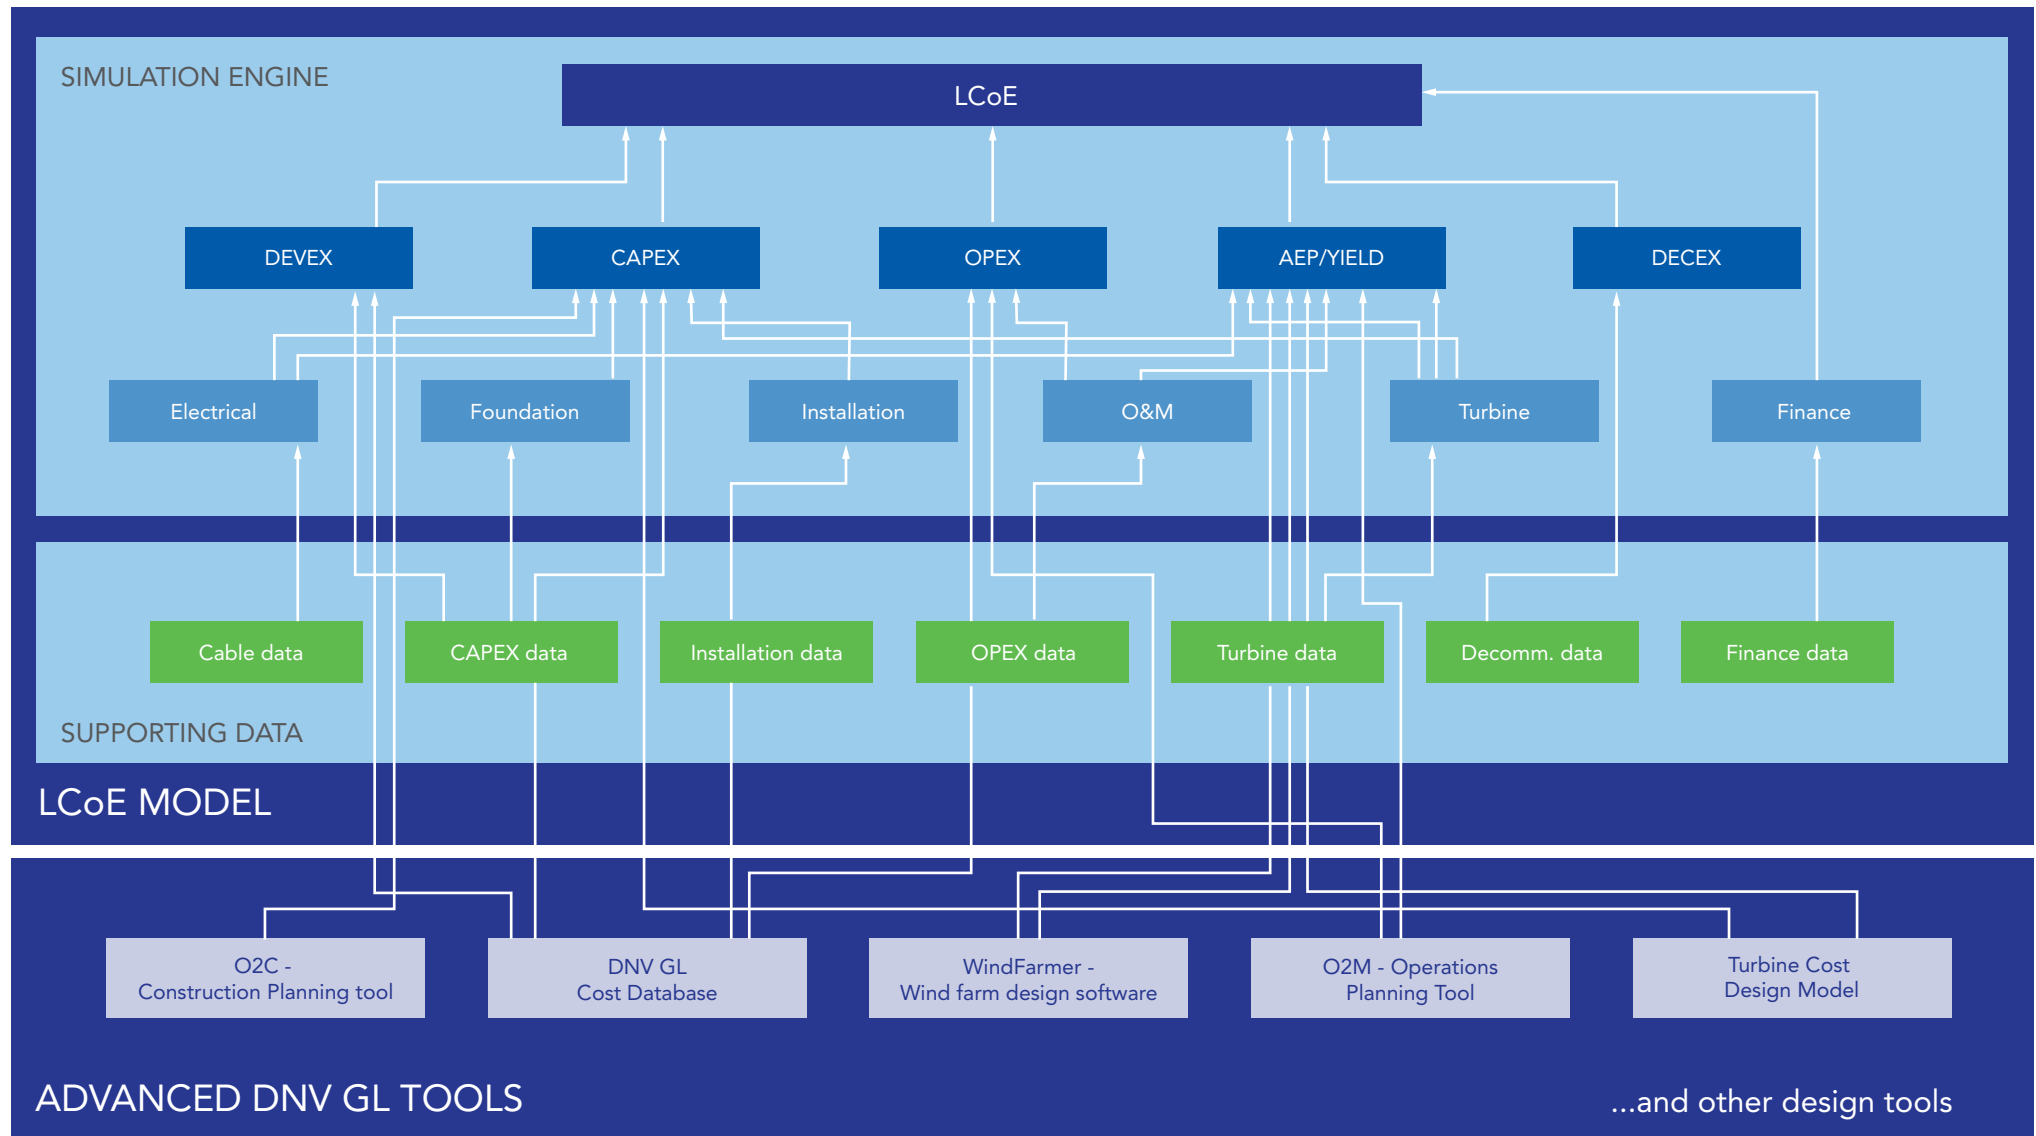 SIMULATION ENGINE
LCoE
DEVEX
CAPEX
OPEX
AEP/YIELD
DECEX
Electrical
Foundation
Installation
O&M
Turbine
Finance
Cable data
CAPEX data
Installation data
OPEX data
Turbine data
Decomm. data
Finance data
SUPPORTING DATA
LCoE MODEL
O2C -
Construction Planning tool
DNV GL
Cost Database
WindFarmer -
Wind farm design software
O2M - Operations
Planning Tool
Turbine Cost
Design Model
ADVANCED DNV GL TOOLS
...and other design tools